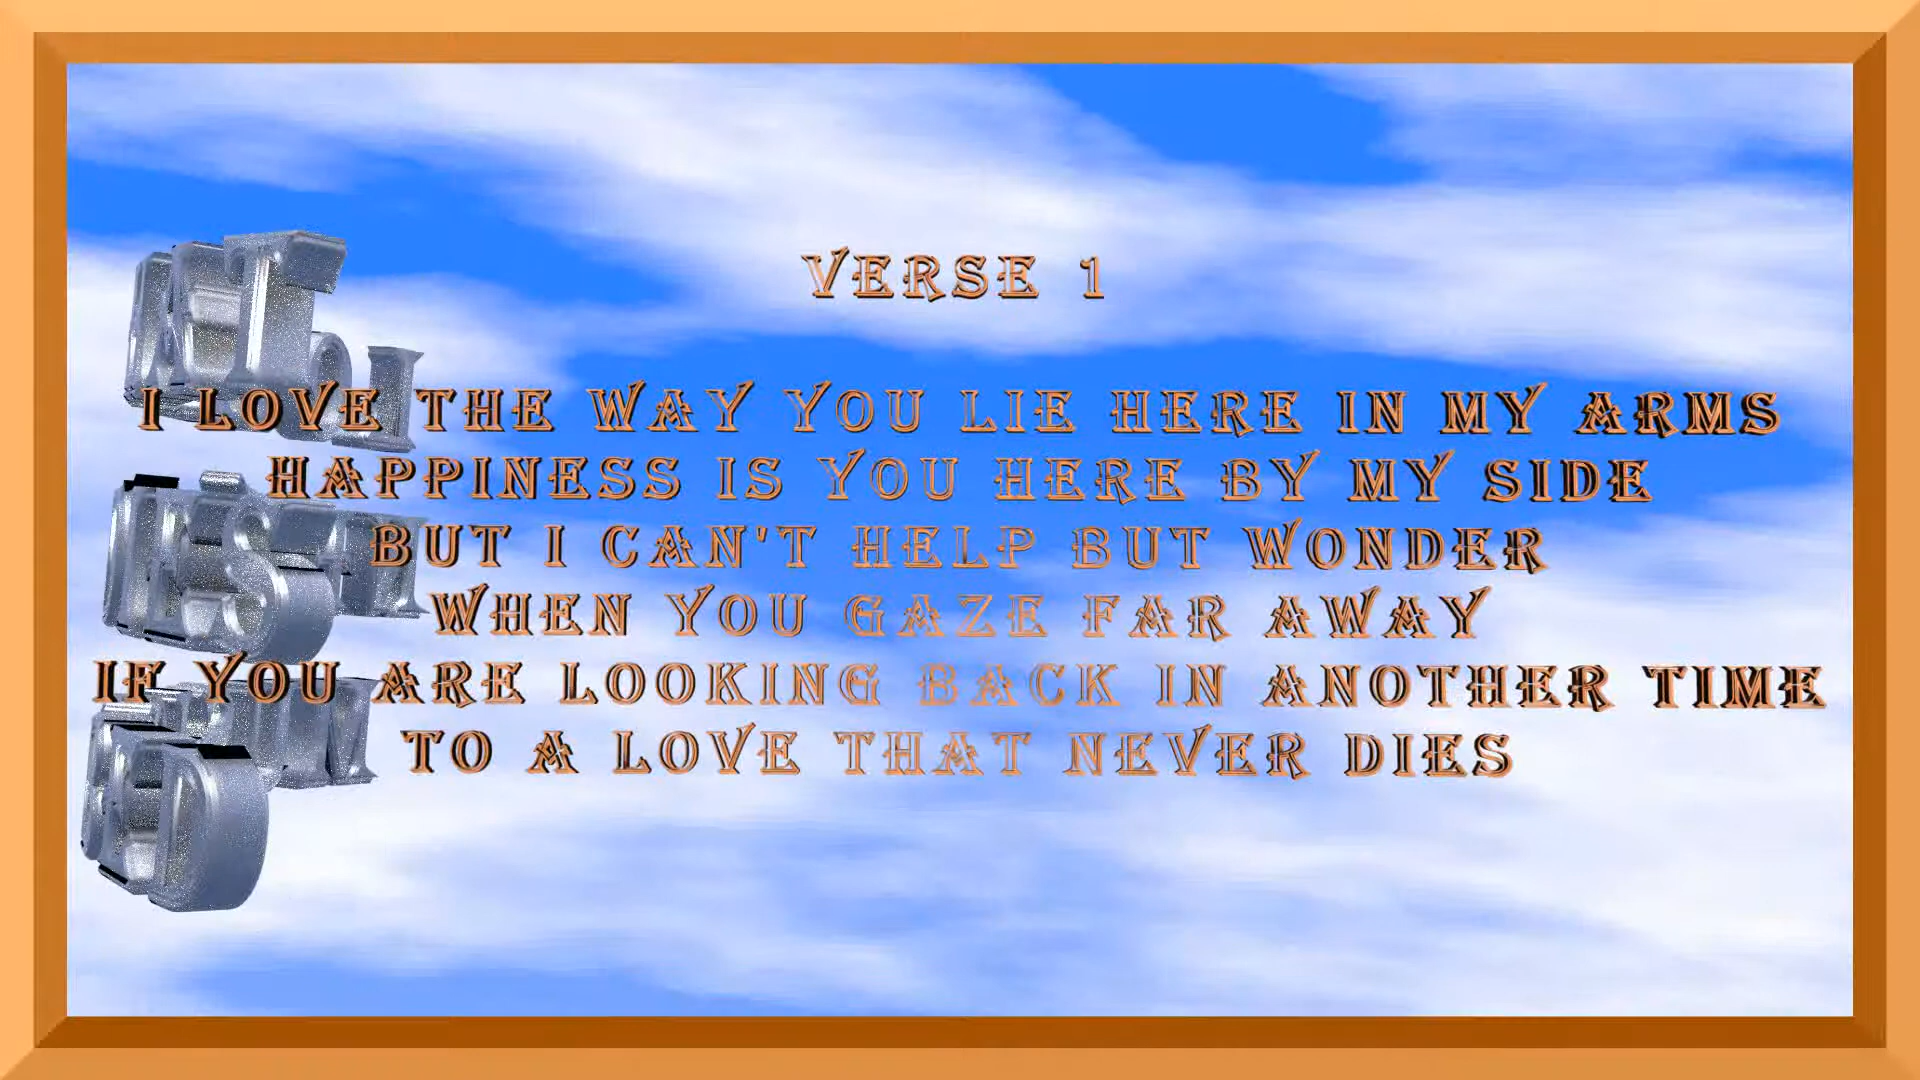 VERSE 1
I LOVE THE WAY YOU LIE HERE IN MY ARMS
HAPPINESS IS YOU HERE BY MY SIDE
BUT I CAN'T HELP BUT WONDER
WHEN YOU GAZE FAR AWAY
IF YOU ARE LOOKING BACK IN ANOTHER TIME
TO A LOVE THAT NEVER DIES